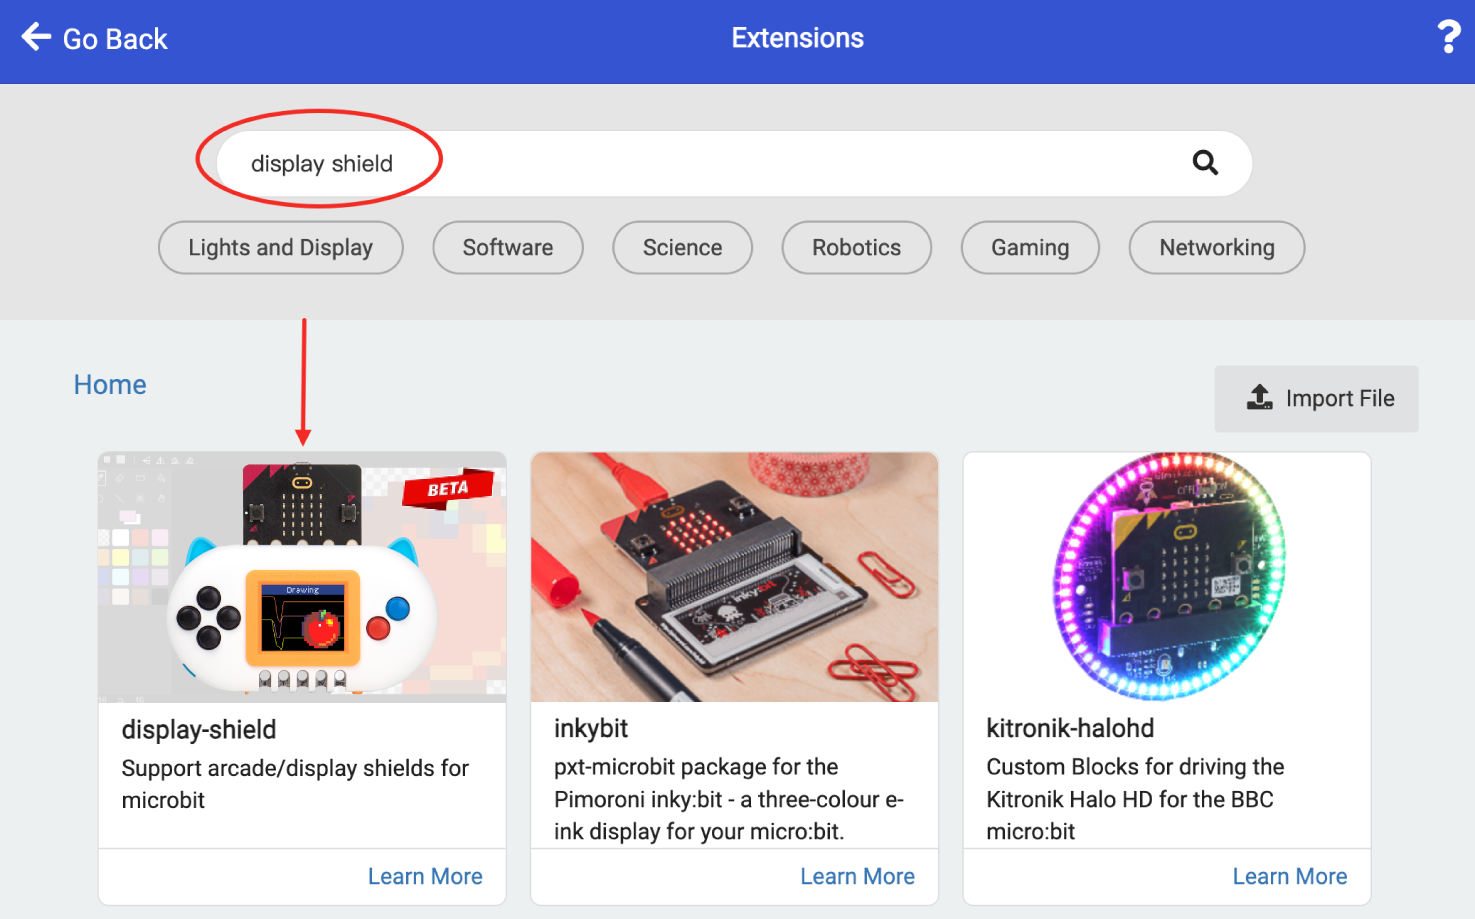 Go Back
Extensions
?
display shield
Lights and Display
Software
Science
Robotics
Gaming
Networking
Home
Import File
BETA
Drawing
display-shield
Support arcade/display shields for
microbit
Learn More
inkybit
inkybit
pxt-microbit package for the
Pimoroni inky:bit - a three-colour e-
ink display for your micro:bit.
Learn More
kitronik-halohd
Custom Blocks for driving the
Kitronik Halo HD for the BBC
micro:bit
Learn More